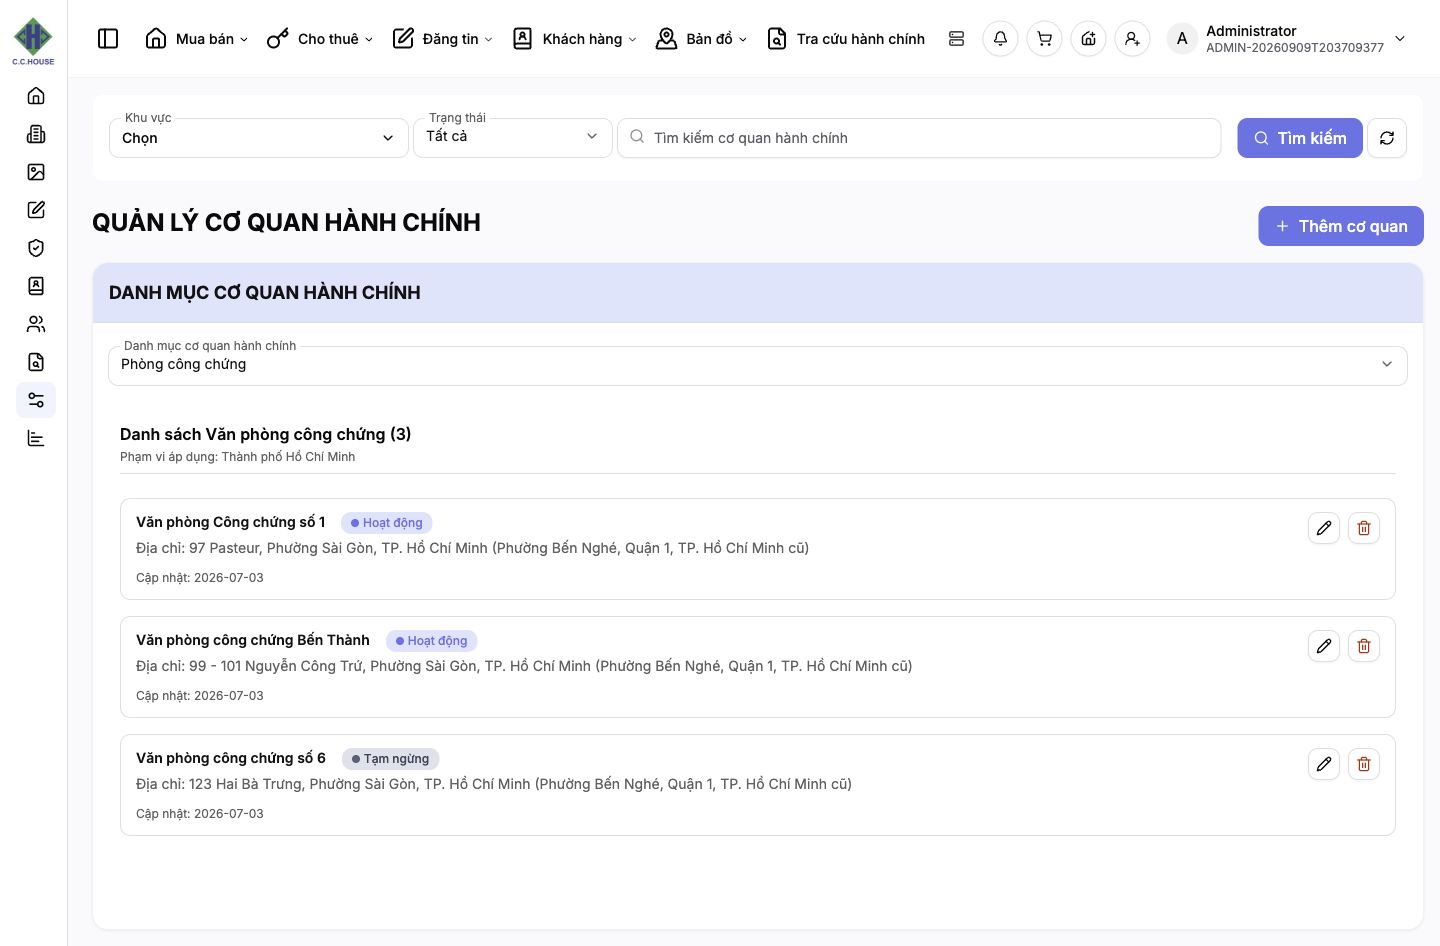 C.C.HOUSE
Mua bán
Cho thuê
Đăng tin
Khách hàng
Bản đồ
Tra cứu hành chính
A
Administrator
ADMIN-20260909T203709377
Khu vực
Chọn
Trạng thái
Tất cả
Tìm kiếm cơ quan hành chính
Tìm kiếm
QUẢN LÝ CƠ QUAN HÀNH CHÍNH
Thêm cơ quan
DANH MỤC CƠ QUAN HÀNH CHÍNH
Danh mục cơ quan hành chính
Phòng công chứng
Danh sách Văn phòng công chứng (3)
Phạm vi áp dụng: Thành phố Hồ Chí Minh
Văn phòng Công chứng số 1 Hoạt động
Địa chỉ: 97 Pasteur, Phường Sài Gòn, TP. Hồ Chí Minh (Phường Bến Nghé, Quận 1, TP. Hồ Chí Minh cũ)
Cập nhật: 2026-07-03
Văn phòng công chứng Bến Thành Hoạt động
Địa chỉ: 99 - 101 Nguyễn Công Trứ, Phường Sài Gòn, TP. Hồ Chí Minh (Phường Bến Nghé, Quận 1, TP. Hồ Chí Minh cũ)
Cập nhật: 2026-07-03
Văn phòng công chứng số 6 Tạm ngừng
Địa chỉ: 123 Hai Bà Trưng, Phường Sài Gòn, TP. Hồ Chí Minh (Phường Bến Nghé, Quận 1, TP. Hồ Chí Minh cũ)
Cập nhật: 2026-07-03